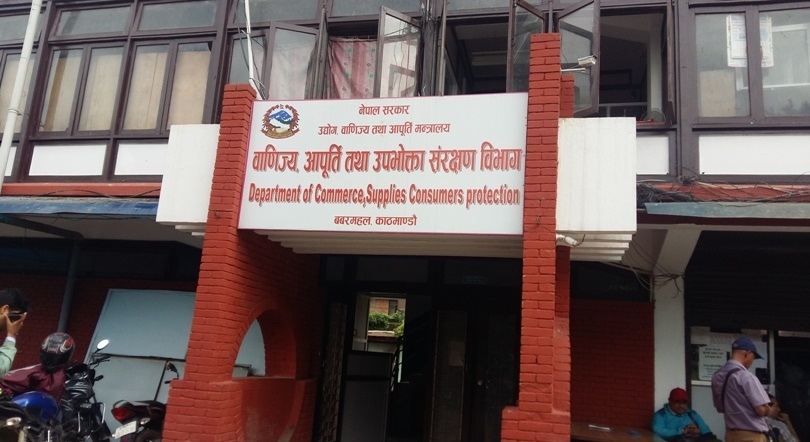 नेपाल सरकार
उद्योग, वाणिज्य तथा आपूर्ति मन्त्रालय
वाणिज्य, आपूर्ति तथा उपभोक्ता संरक्षण विभाग
Department of Commerce,Supplies Consumers protection
बबरमहल, काठमाण्डौ